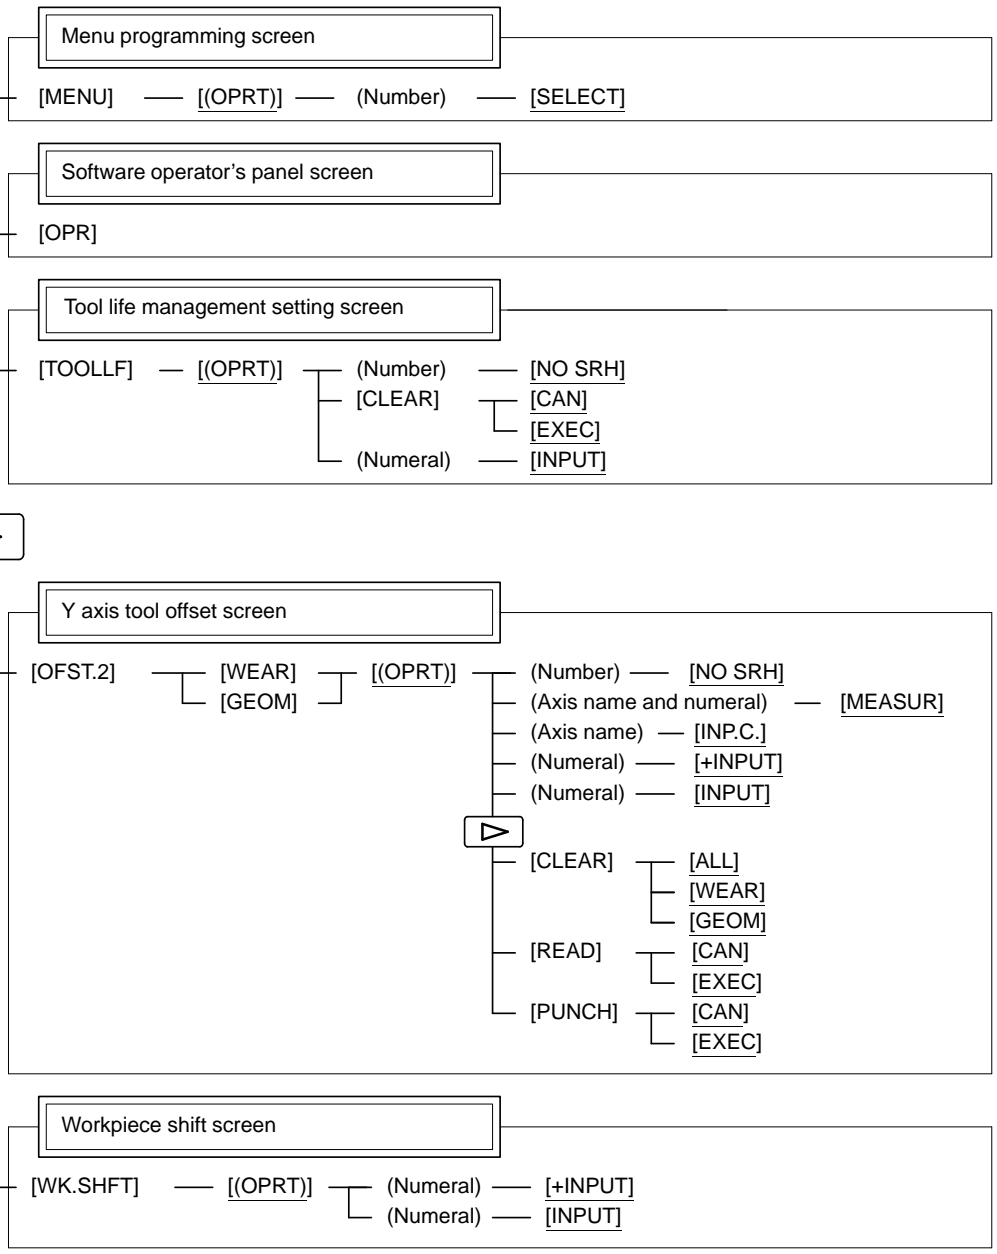 Menu programming screen
[MENU] [(OPRT)] (Number) [SELECT]
Software operator’s panel screen
[OPR]
Tool life management setting screen
[TOOLLF] [(OPRT)] (Number) [NO SRH]
[CLEAR] [CAN]
[EXEC]
(Numeral) [INPUT]
Y axis tool offset screen
[OFST.2] [WEAR] [(OPRT)] (Number) [NO SRH]
[GEOM] (Axis name and numeral) [MEASUR]
(Axis name) [INP.C.]
(Numeral) [+INPUT]
(Numeral) [INPUT]
[CLEAR] [ALL]
[WEAR]
[GEOM]
[READ] [CAN]
[EXEC]
[PUNCH] [CAN]
[EXEC]
Workpiece shift screen
[WK.SHFT] [(OPRT)] (Numeral) [+INPUT]
(Numeral) [INPUT]